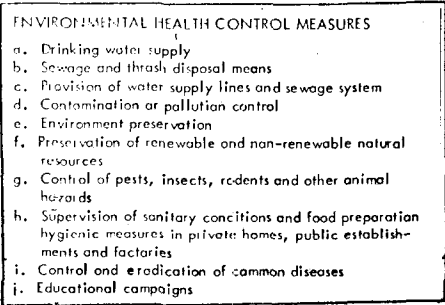 ENVIRONMENTAL HEALTH CONTROL MEASURES
a. Drinking water supply
b. Sewage and thrash disposal means
c. Provision of water supply lines and sewage system
d. Contamination or pollution control
e. Environment preservation
f. Preservation of renewable and non-renewable natural
resources
g. Control of pests, insects, rodents and other animal
hazards
h. Supervision of sanitary conditions and food preparation
hygienic measures in private homes, public establish-
ments and factories
i. Control and eradication of common diseases
j. Educational campaigns